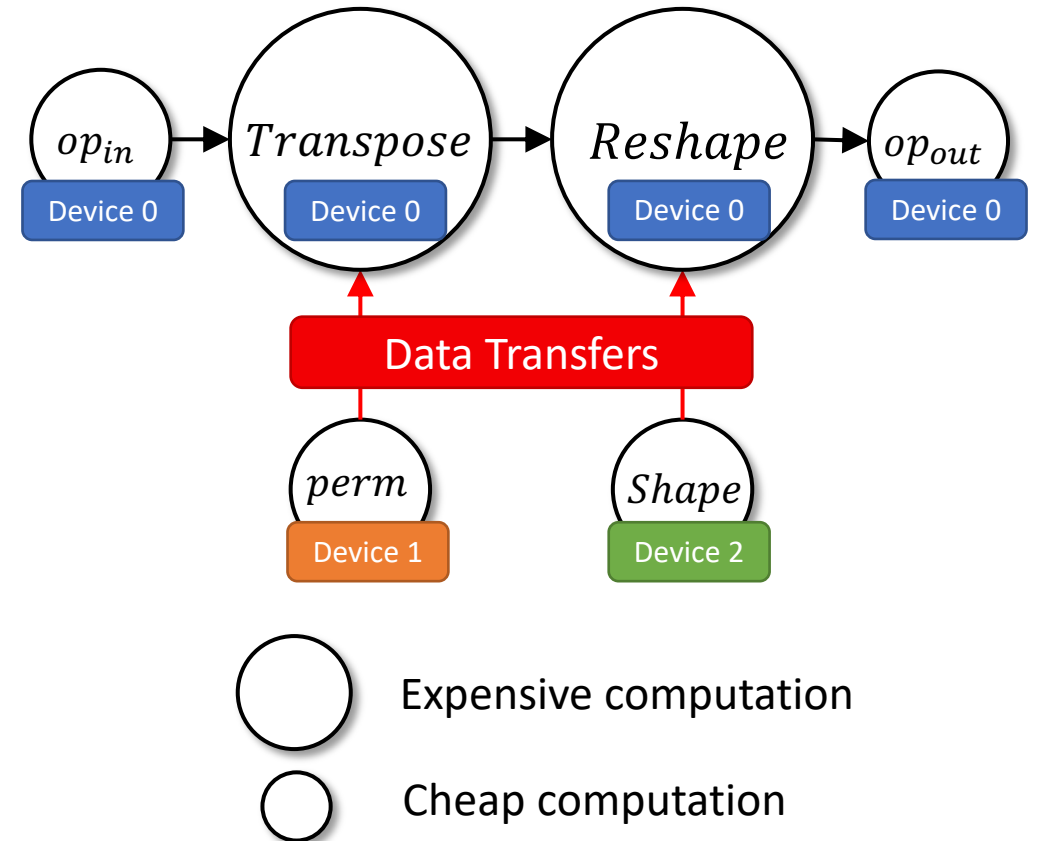 op_in
Transpose
Reshape
op_out
Device 0
Device 0
Device 0
Device 0
Data Transfers
perm
Shape
Device 1
Device 2
Expensive computation
Cheap computation